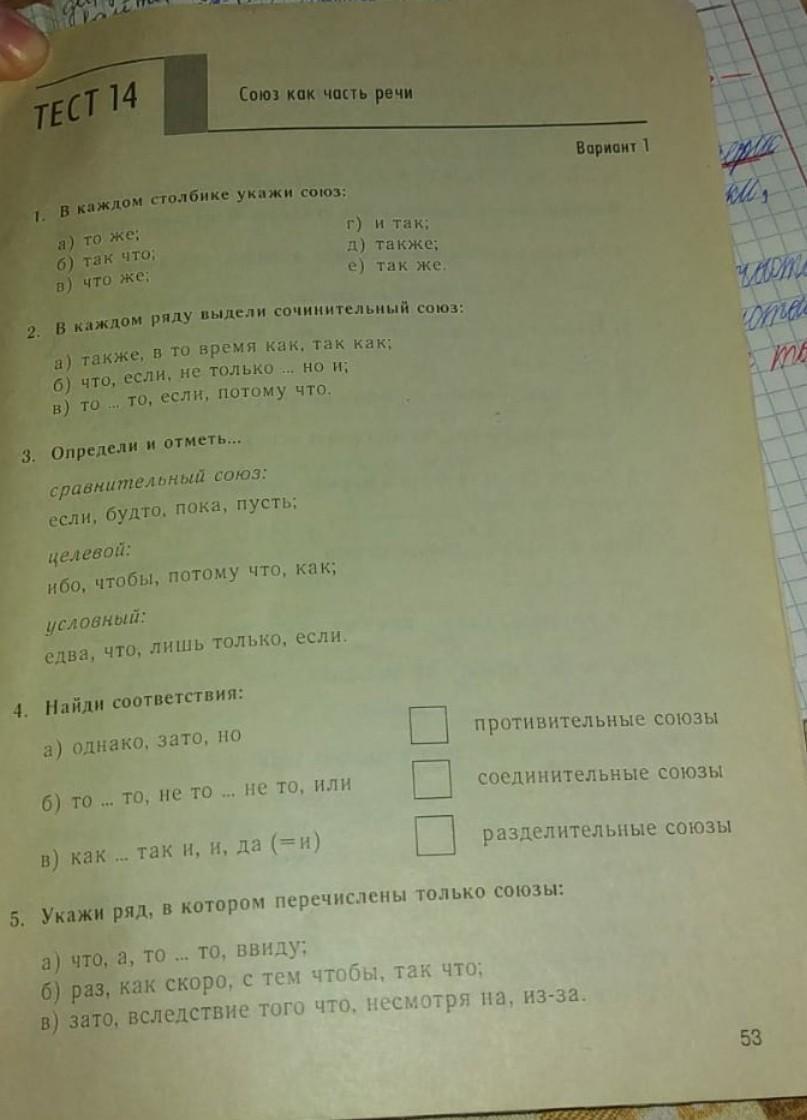 ТЕСТ 14
Союз как часть речи
Вариант 1
1. В каждом столбике укажи союз:
а) то же;
б) так что;
в) что же;
г) и так;
д) также;
е) так же.
2. В каждом ряду выдели сочинительный союз:
а) также, в то время как, так как;
б) что, если, не только ... но и;
в) то ... то, если, потому что.
3. Определи и отметь...
сравнительный союз:
если, будто, пока, пусть;
целевой:
ибо, чтобы, потому что, как;
условный:
едва, что, лишь только, если.
4. Найди соответствия:
а) однако, зато, но
противительные союзы
б) то ... то, не то ... не то, или
соединительные союзы
в) как ... так и, и, да (=и)
разделительные союзы
5. Укажи ряд, в котором перечислены только союзы:
а) что, а, то ... то, ввиду;
б) раз, как скоро, с тем чтобы, так что;
в) зато, вследствие того что, несмотря на, из-за.
53